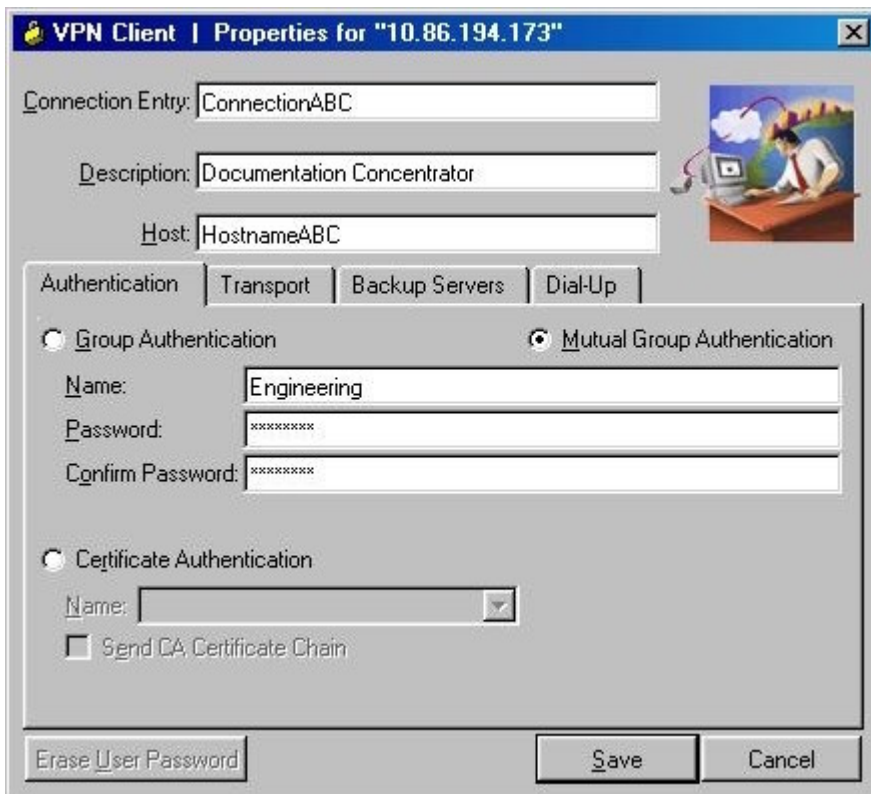 VPN Client | Properties for "10.86.194.173"
Connection Entry: ConnectionABC
Description: Documentation Concentrator
Host: HostnameABC
Authentication Transport Backup Servers Dial-Up
Group Authentication Mutual Group Authentication
Name: Engineering
Password: ********
Confirm Password: ********
Certificate Authentication
Name:
Send CA Certificate Chain
Erase User Password Save Cancel